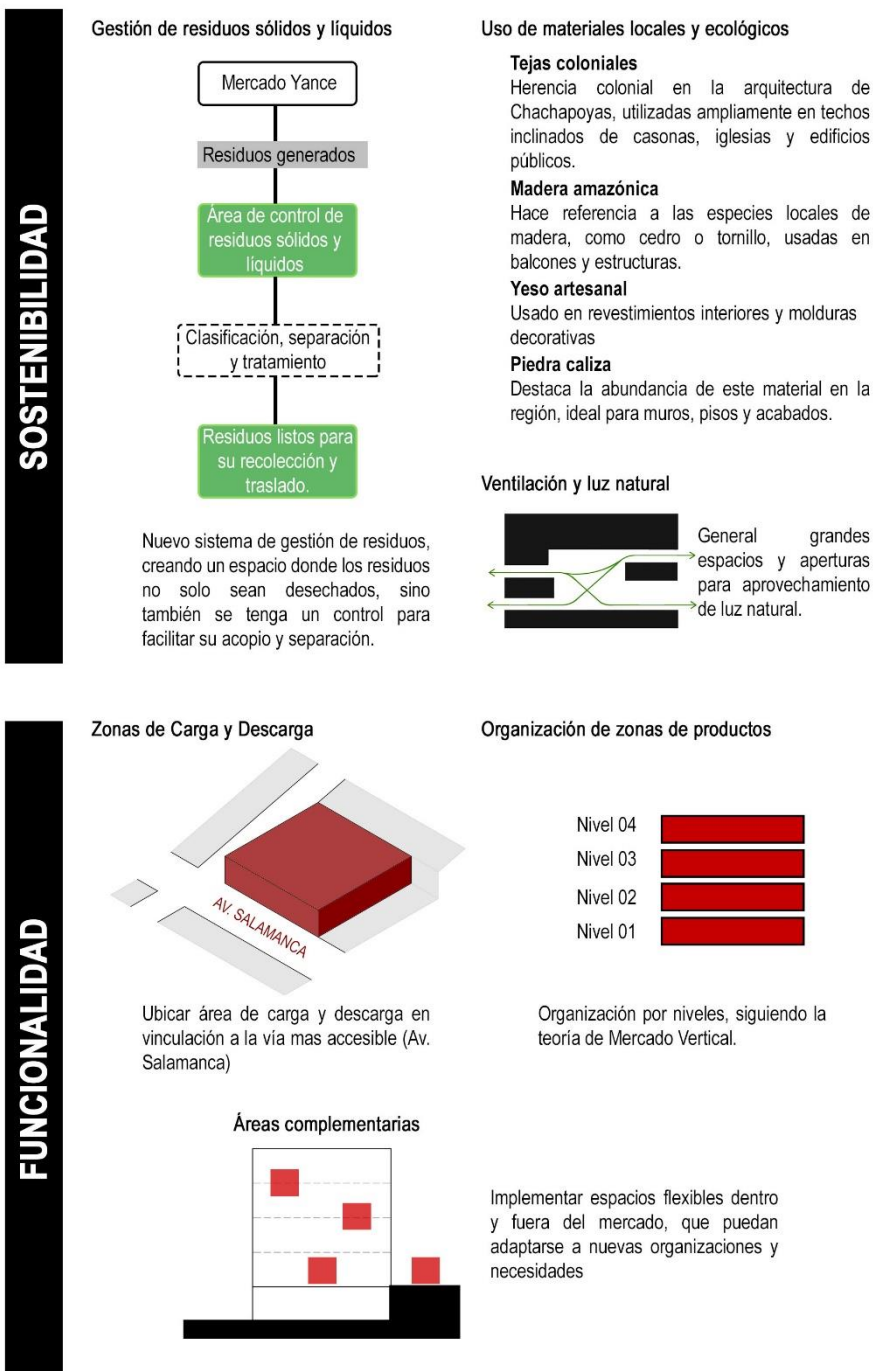 SOSTENIBILIDAD
Gestión de residuos sólidos y líquidos
Mercado Yance
Residuos generados
Área de control de
residuos sólidos y
líquidos
Clasificación, separación
y tratamiento
Residuos listos para
su recolección y
traslado.
Nuevo sistema de gestión de residuos,
creando un espacio donde los residuos
no solo sean desechados, sino
también se tenga un control para
facilitar su acopio y separación.
Uso de materiales locales y ecológicos
Tejas coloniales
Herencia colonial en la arquitectura de
Chachapoyas, utilizadas ampliamente en techos
inclinados de casonas, iglesias y edificios
públicos.
Madera amazónica
Hace referencia a las especies locales de
madera, como cedro o tornillo, usadas en
balcones y estructuras.
Yeso artesanal
Usado en revestimientos interiores y molduras
decorativas
Piedra caliza
Destaca la abundancia de este material en la
región, ideal para muros, pisos y acabados.
Ventilación y luz natural
General grandes
espacios y aperturas
para aprovechamiento
de luz natural.
FUNCIONALIDAD
Zonas de Carga y Descarga
AV. SALAMANCA
Ubicar área de carga y descarga en
vinculación a la vía mas accesible (Av.
Salamanca)
Organización de zonas de productos
Nivel 04
Nivel 03
Nivel 02
Nivel 01
Organización por niveles, siguiendo la
teoría de Mercado Vertical.
Áreas complementarias
Implementar espacios flexibles dentro
y fuera del mercado, que puedan
adaptarse a nuevas organizaciones y
necesidades